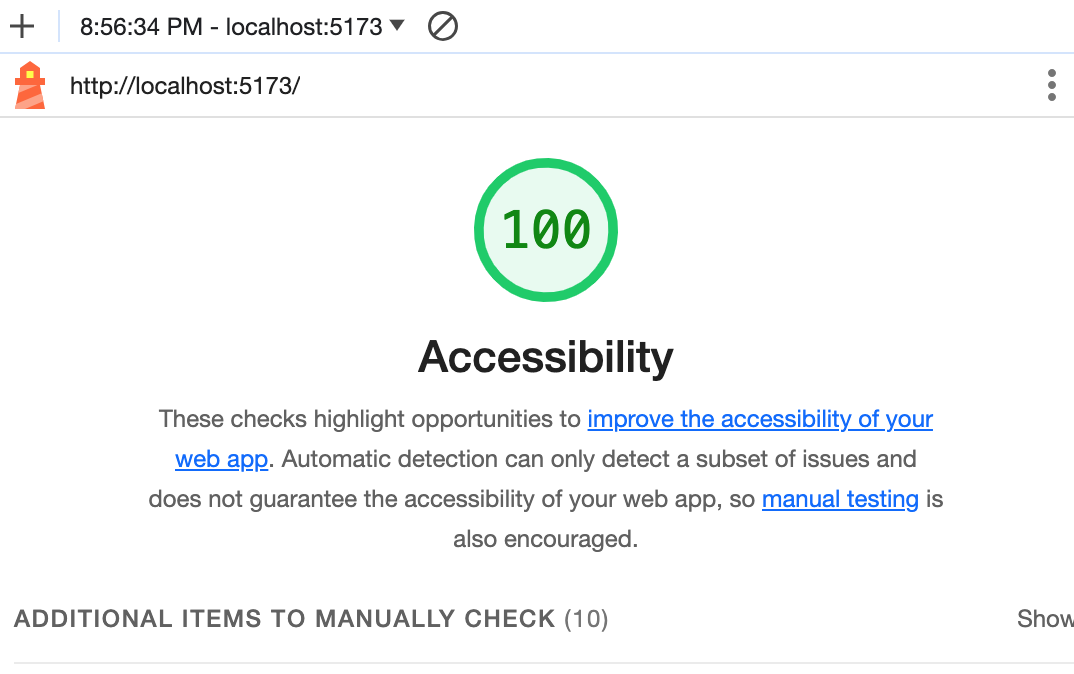 8:56:34 PM - localhost:5173
http://localhost:5173/
100
Accessibility
These checks highlight opportunities to improve the accessibility of your
web app. Automatic detection can only detect a subset of issues and
does not guarantee the accessibility of your web app, so manual testing is
also encouraged.
ADDITIONAL ITEMS TO MANUALLY CHECK (10)
Show